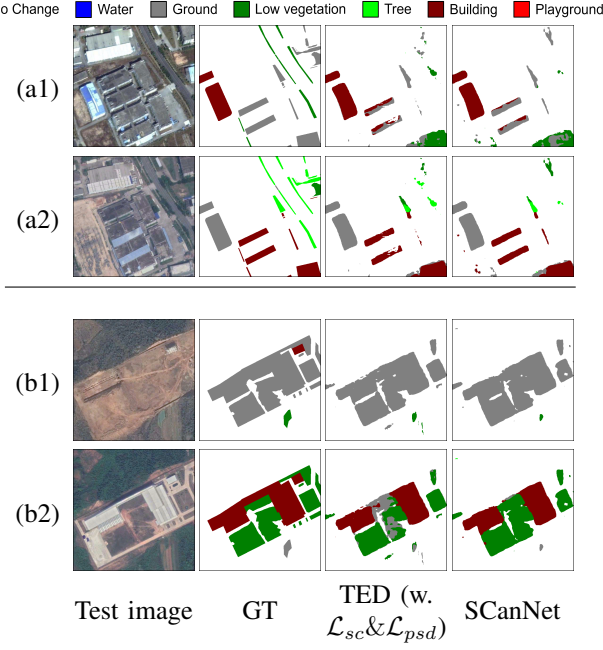 o Change Water Ground Low vegetation Tree Building Playground
(a1)
(a2)
(b1)
(b2)
Test image GT TED (w. SCanNet
ℒsc&ℒpsd)